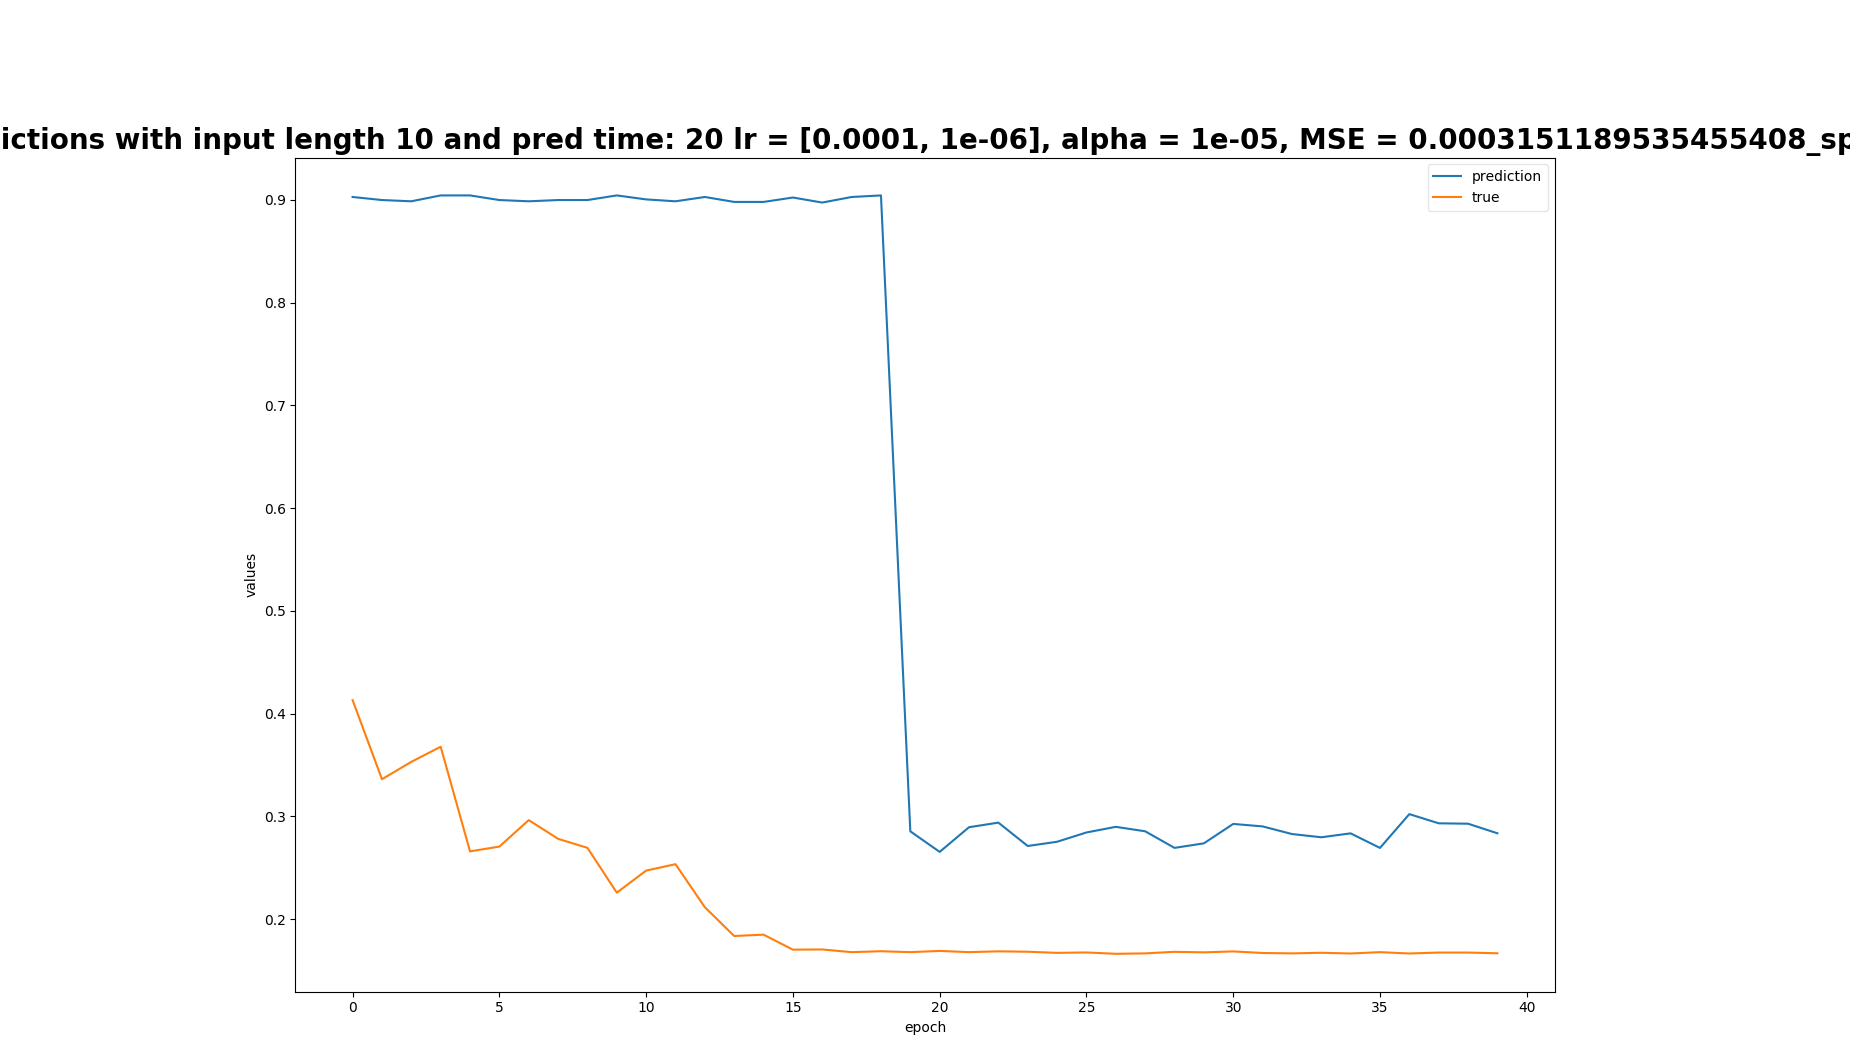 ictions with input length 10 and pred time: 20 lr = [0.0001, 1e-06], alpha = 1e-05, MSE = 0.0003151189535455408_sp
prediction
true
0.9
0.8
0.7
0.6
0.5
0.4
0.3
0.2
values
0 5 10 15 20 25 30 35 40
epoch